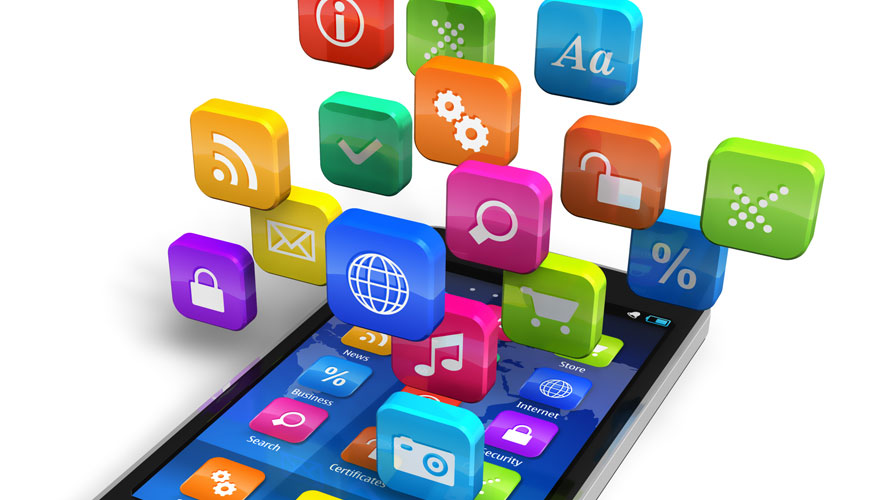 i
Aa
%
News
Store
%
Business
Internet
Search
Security
Certificates